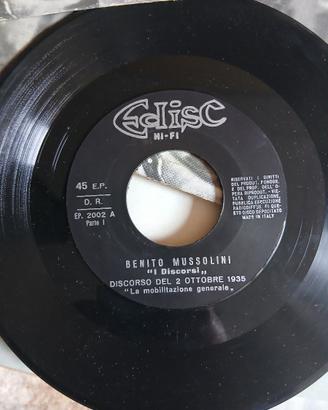 Edisc
HI-FI
45 E.P.
D. R.
EP. 2002 A
Parte I
RISERVATI I DIRITTI
DEL PRODUT. FONOGR.
E DEL PROP. DELL'O
PERA RIPRODOT. - VIE-
TATA DUPLICAZIONE,
PUBBLICA ESECUZIONE
RADIODIFFUS. DI QUE
STO DISCO DEPOSITATO
MADE IN ITALY
BENITO MUSSOLINI
"I Discorsi„
DISCORSO DEL 2 OTTOBRE 1935
"La mobilitazione generale„